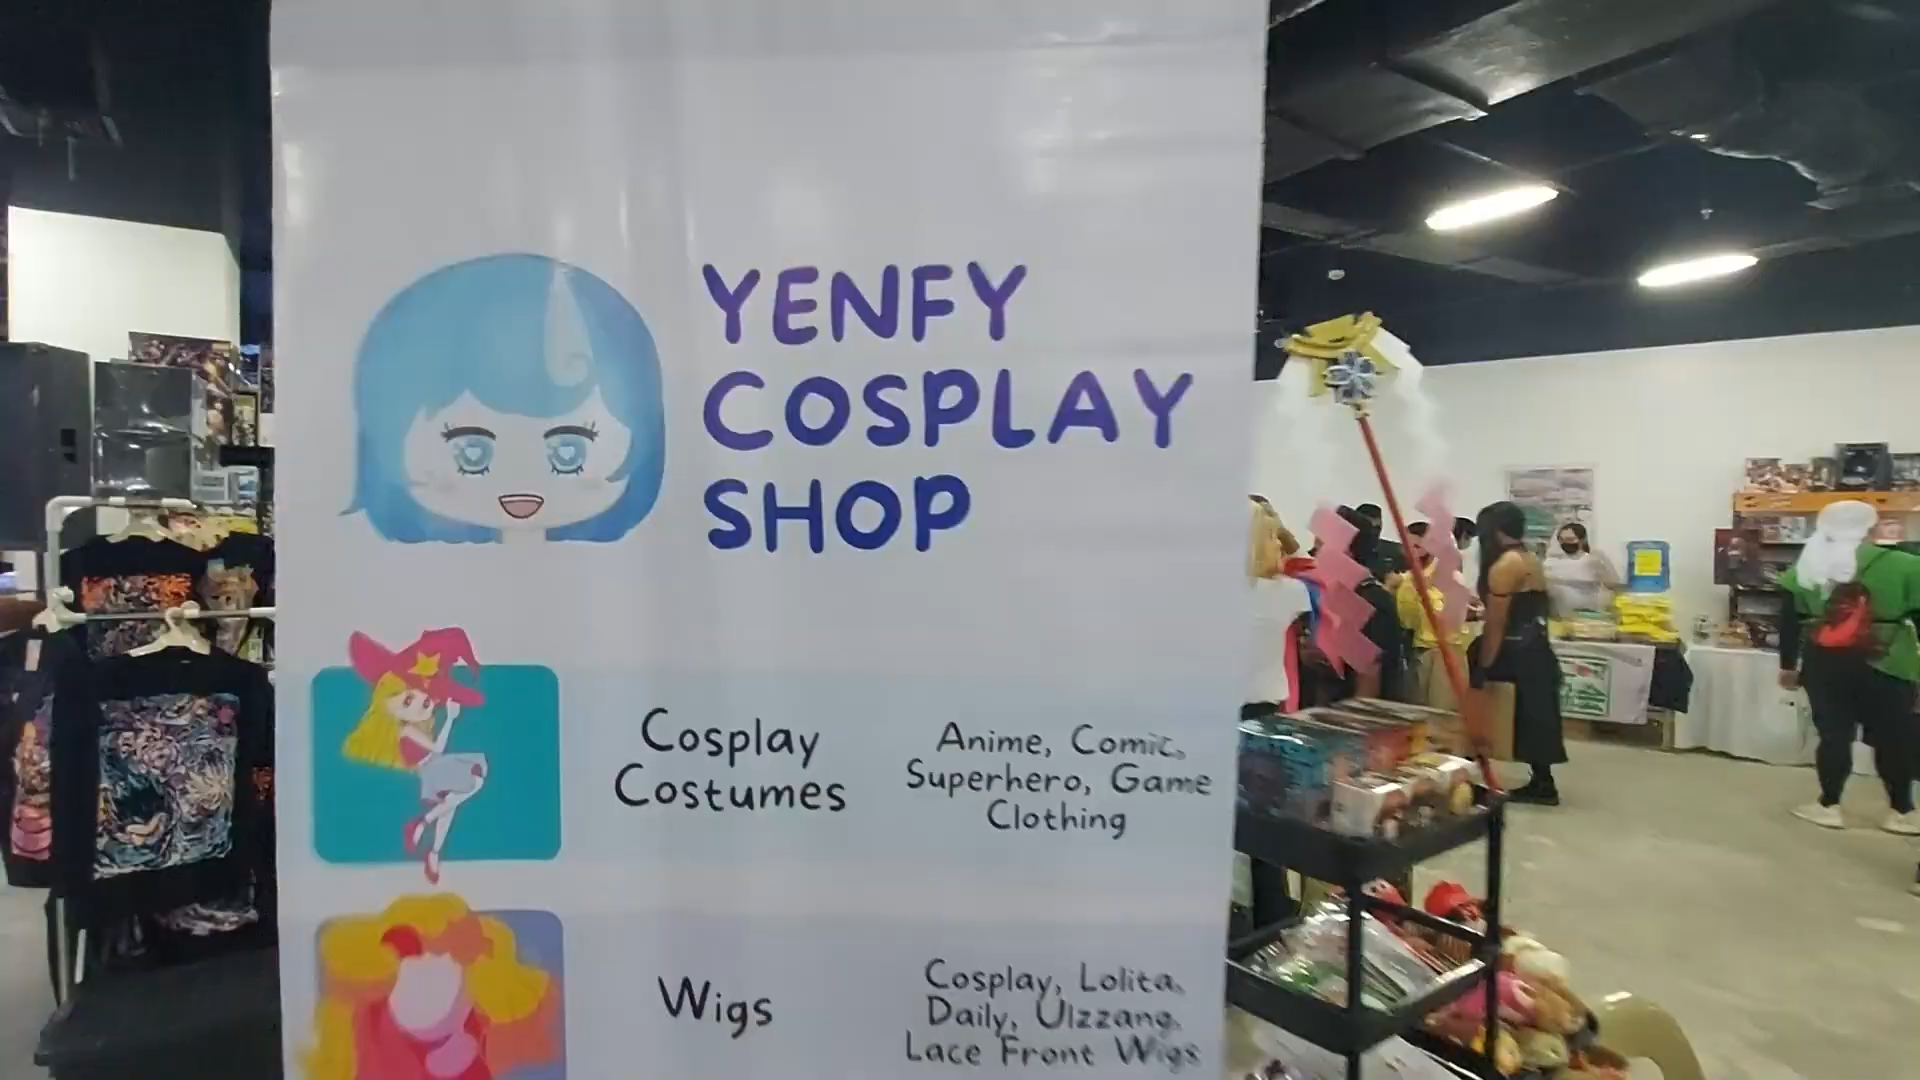 YENFY
COSPLAY
SHOP
Cosplay
Costumes
Anime, Comic,
Superhero, Game
Clothing
Wigs
Cosplay, Lolita,
Daily, Ulzzang,
Lace Front Wigs